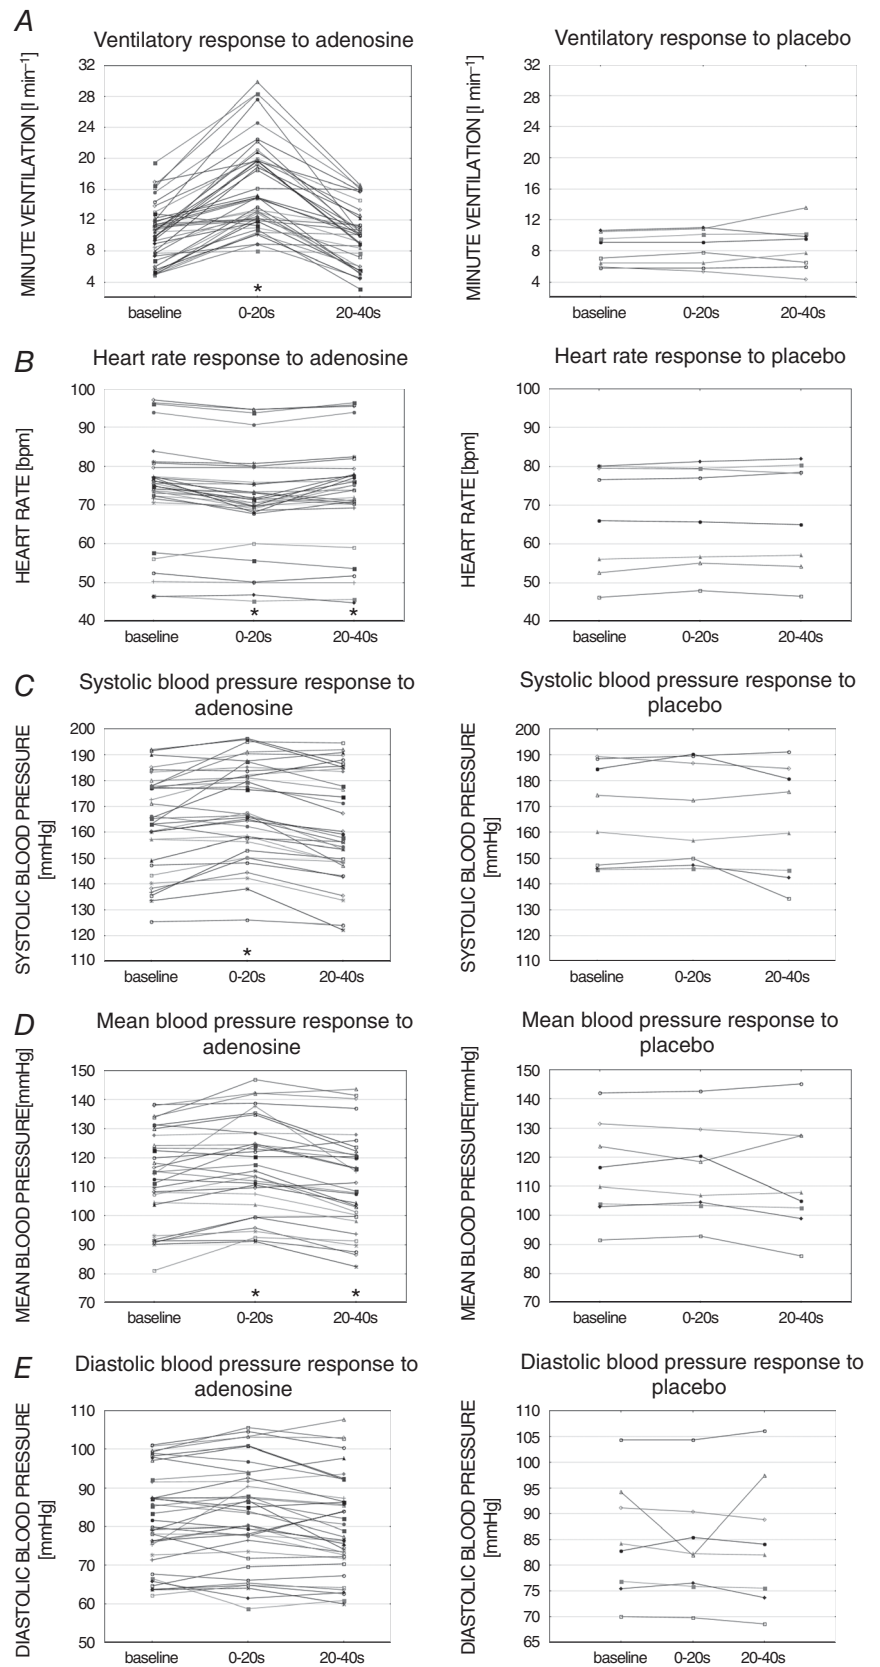 A
Ventilatory response to adenosine
MINUTE VENTILATION [l min–1]
32
28
24
20
16
12
8
4
*
baseline 0-20s 20-40s
Ventilatory response to placebo
MINUTE VENTILATION [l min–1]
32
28
24
20
16
12
8
4
baseline 0-20s 20-40s
B
Heart rate response to adenosine
HEART RATE [bpm]
100
90
80
70
60
50
40
* *
baseline 0-20s 20-40s
Heart rate response to placebo
HEART RATE [bpm]
100
90
80
70
60
50
40
baseline 0-20s 20-40s
C
Systolic blood pressure response to
adenosine
SYSTOLIC BLOOD PRESSURE
[mmHg]
200
190
180
170
160
150
140
130
120
110
*
baseline 0-20s 20-40s
Systolic blood pressure response to
placebo
SYSTOLIC BLOOD PRESSURE
[mmHg]
200
190
180
170
160
150
140
130
120
110
baseline 0-20s 20-40s
D
Mean blood pressure response to
adenosine
MEAN BLOOD PRESSURE[mmHg]
150
140
130
120
110
100
90
80
70
* *
baseline 0-20s 20-40s
Mean blood pressure response to
placebo
MEAN BLOOD PRESSURE[mmHg]
150
140
130
120
110
100
90
80
70
baseline 0-20s 20-40s
E
Diastolic blood pressure response to
adenosine
DIASTOLIC BLOOD PRESSURE
[mmHg]
110
100
90
80
70
60
50
baseline 0-20s 20-40s
Diastolic blood pressure response to
placebo
DIASTOLIC BLOOD PRESSURE
[mmHg]
110
105
100
95
90
85
80
75
70
65
baseline 0-20s 20-40s